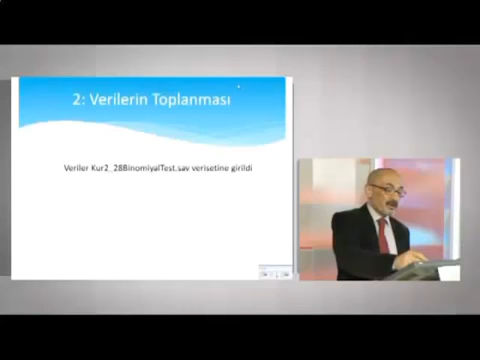 2: Verilerin Toplanması
Veriler Kur2_28BinomiyalTest.sav verisetine girildi